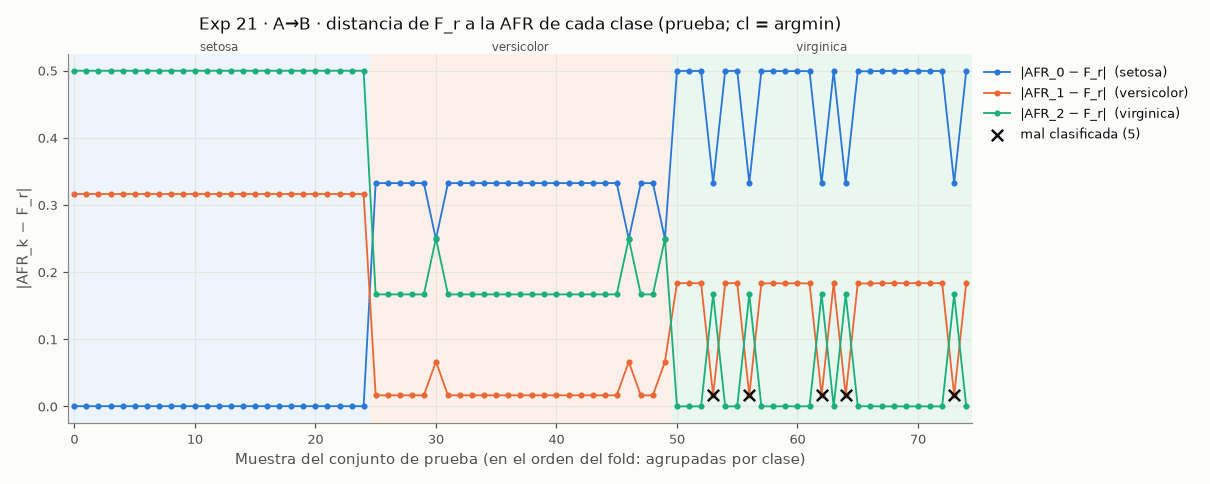 Exp 21 · A→B · distancia de F_r a la AFR de cada clase (prueba; cl = argmin)
setosa
versicolor
virginica
|AFR_k − F_r|
0.5
0.4
0.3
0.2
0.1
0.0
0
10
20
30
40
50
60
70
Muestra del conjunto de prueba (en el orden del fold: agrupadas por clase)
|AFR_0 − F_r| (setosa)
|AFR_1 − F_r| (versicolor)
|AFR_2 − F_r| (virginica)
mal clasificada (5)